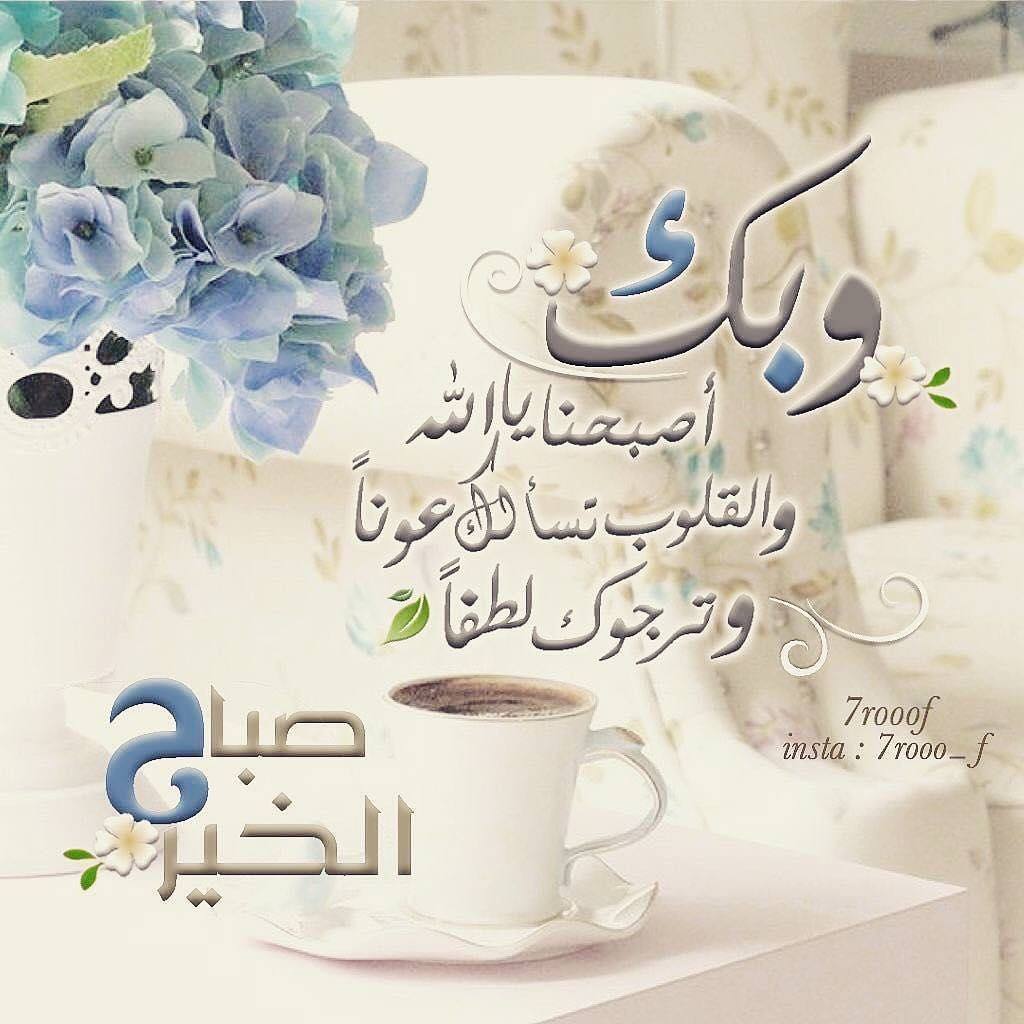 وبك
أصبحنا يا الله
والقلوب تسألك عوناً
وترجوك لطفاً
صباح
الخير
7rooof
insta : 7rooo_f